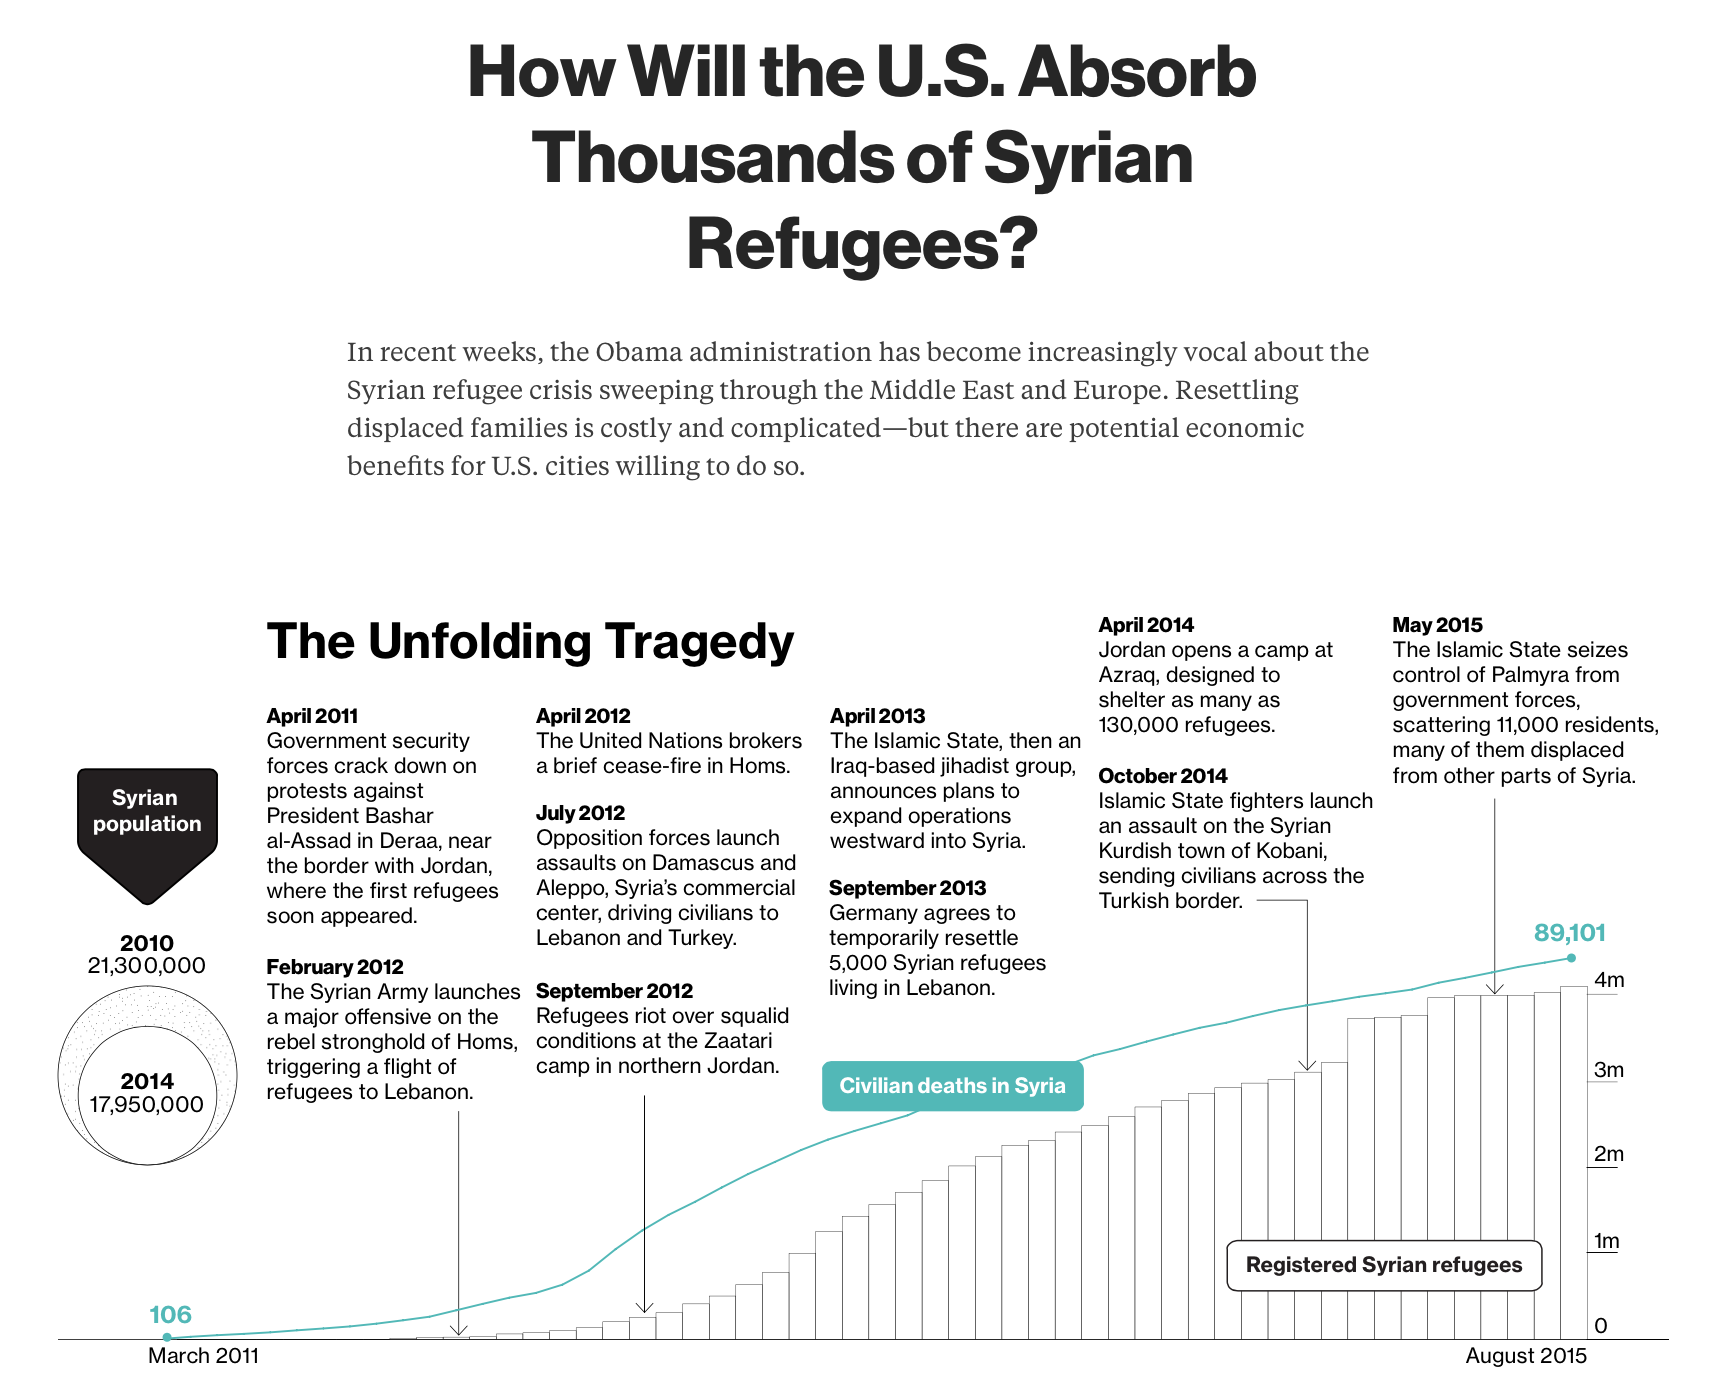 How Will the U.S. Absorb
Thousands of Syrian
Refugees?
In recent weeks, the Obama administration has become increasingly vocal about the
Syrian refugee crisis sweeping through the Middle East and Europe. Resettling
displaced families is costly and complicated—but there are potential economic
benefits for U.S. cities willing to do so.
The Unfolding Tragedy
Syrian
population
2010
21,300,000
2014
17,950,000
April 2011
Government security
forces crack down on
protests against
President Bashar
al-Assad in Deraa, near
the border with Jordan,
where the first refugees
soon appeared.
February 2012
The Syrian Army launches
a major offensive on the
rebel stronghold of Homs,
triggering a flight of
refugees to Lebanon.
April 2012
The United Nations brokers
a brief cease-fire in Homs.
July 2012
Opposition forces launch
assaults on Damascus and
Aleppo, Syria’s commercial
center, driving civilians to
Lebanon and Turkey.
September 2012
Refugees riot over squalid
conditions at the Zaatari
camp in northern Jordan.
April 2013
The Islamic State, then an
Iraq-based jihadist group,
announces plans to
expand operations
westward into Syria.
September 2013
Germany agrees to
temporarily resettle
5,000 Syrian refugees
living in Lebanon.
April 2014
Jordan opens a camp at
Azraq, designed to
shelter as many as
130,000 refugees.
October 2014
Islamic State fighters launch
an assault on the Syrian
Kurdish town of Kobani,
sending civilians across the
Turkish border.
May 2015
The Islamic State seizes
control of Palmyra from
government forces,
scattering 11,000 residents,
many of them displaced
from other parts of Syria.
89,101
4m
3m
2m
1m
0
Civilian deaths in Syria
Registered Syrian refugees
106
March 2011
August 2015